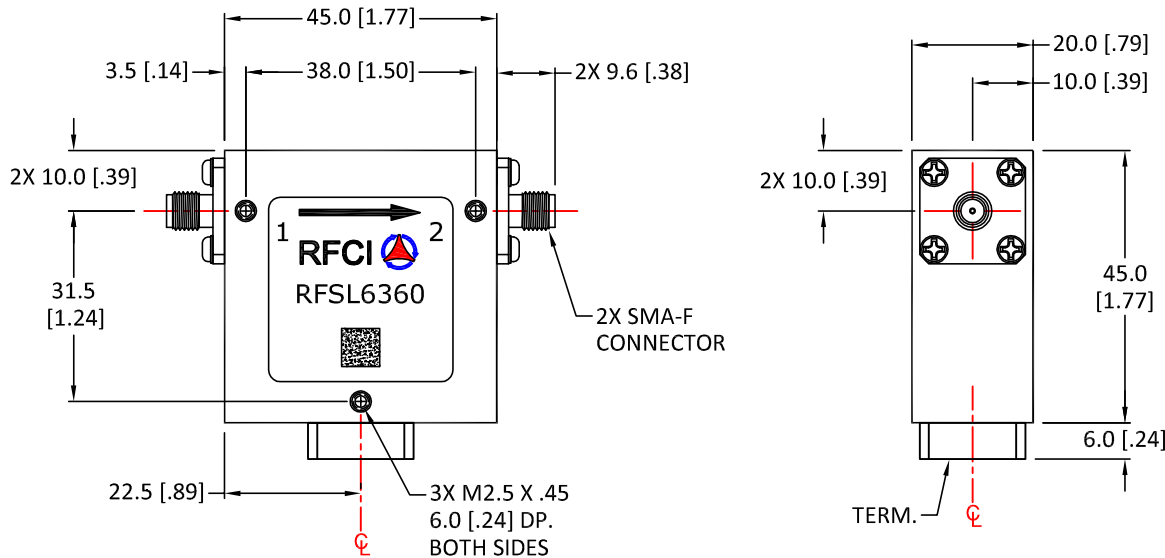 45.0 [1.77]
3.5 [.14]
38.0 [1.50]
2X 9.6 [.38]
2X 10.0 [.39]
1
2
RFCI
RFSL6360
31.5
[1.24]
2X SMA-F
CONNECTOR
22.5 [.89]
3X M2.5 X .45
6.0 [.24] DP.
BOTH SIDES
℄
20.0 [.79]
10.0 [.39]
2X 10.0 [.39]
45.0
[1.77]
6.0 [.24]
TERM.
℄